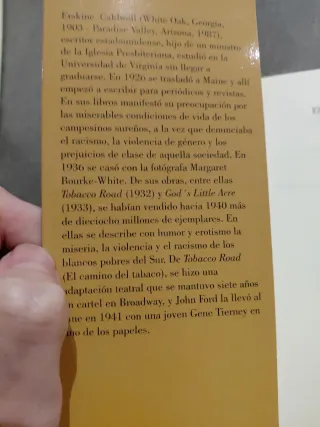 Erskine Caldwell (White Oak, Georgia,
1903 - Paradise Valley, Arizona, 1987),
escritor estadounidense, hijo de un ministro
de la Iglesia Presbiteriana, estudió en la
Universidad de Virginia sin llegar a
graduarse. En 1926 se trasladó a Maine y allí
empezó a escribir para periódicos y revistas.
En sus libros manifestó su preocupación por
las miserables condiciones de vida de los
campesinos sureños, a la vez que denunciaba
el racismo, la violencia de género y los
prejuicios de clase de aquella sociedad. En
1936 se casó con la fotógrafa Margaret
Bourke-White. De sus obras, entre ellas
Tobacco Road (1932) y God´s Little Acre
(1933), se habían vendido hacia 1940 más
de dieciocho millones de ejemplares. En
ellas se describe con humor y erotismo la
miseria, la violencia y el racismo de los
blancos pobres del Sur. De Tobacco Road
(El camino del tabaco), se hizo una
adaptación teatral que se mantuvo siete años
en cartel en Broadway, y John Ford la llevó al
cine en 1941 con una joven Gene Tierney en
uno de los papeles.